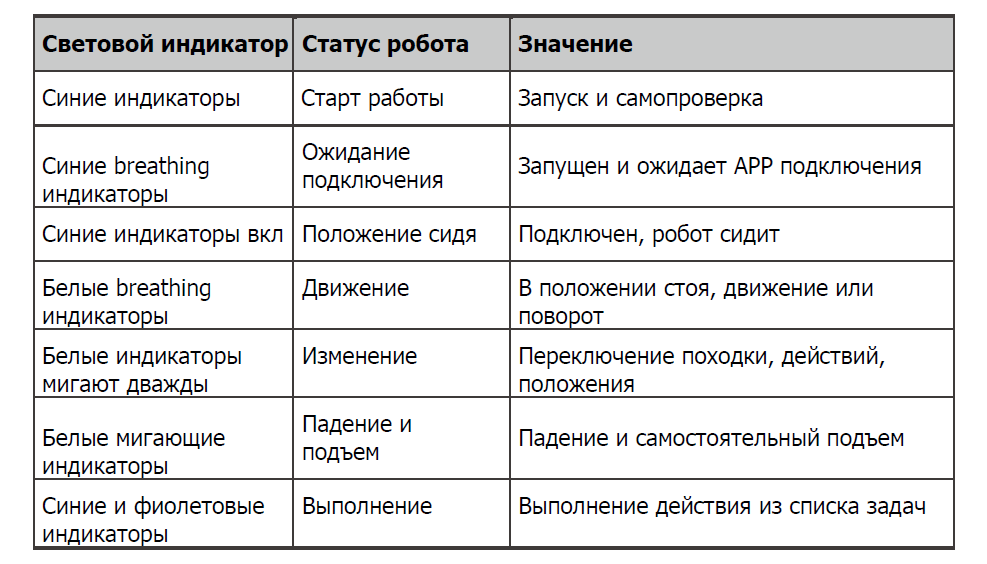 Световой индикатор Статус робота Значение
Синие индикаторы Старт работы Запуск и самопроверка
Синие breathing
индикаторы
Ожидание
подключения
Запущен и ожидает APP подключения
Синие индикаторы вкл Положение сидя Подключен, робот сидит
Белые breathing
индикаторы
Движение
В положении стоя, движение или
поворот
Белые индикаторы
мигают дважды
Изменение
Переключение походки, действий,
положения
Белые мигающие
индикаторы
Падение и
подъем
Падение и самостоятельный подъем
Синие и фиолетовые
индикаторы
Выполнение
Выполнение действия из списка задач